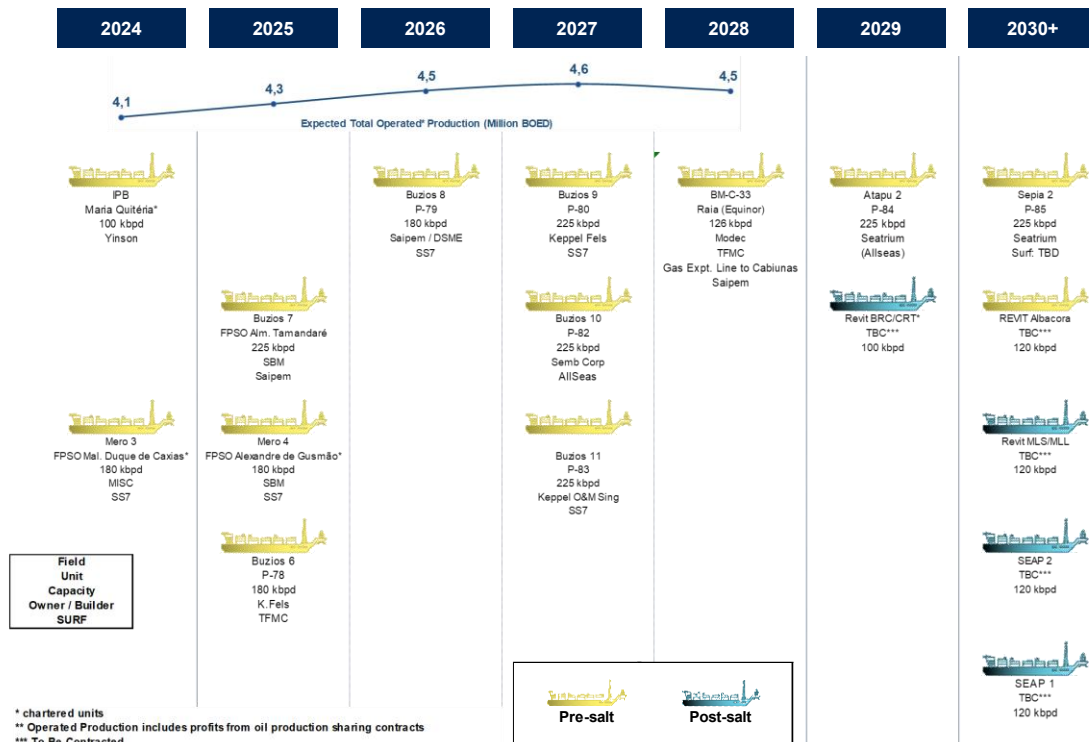 2024
2025
2026
2027
2028
2029
2030+
4,1
4,3
4,5
4,6
4,5
Expected Total Operated* Production (Million BOED)
IPB
Maria Quitéria*
100 kbpd
Yinson
Mero 3
FPSO Mal. Duque de Caxias*
180 kbpd
MISC
SS7
Buzios 7
FPSO Alm. Tamandaré
225 kbpd
SBM
Saipem
Mero 4
FPSO Alexandre de Gusmão*
180 kbpd
SBM
SS7
Buzios 6
P-78
180 kbpd
K.Fels
TFMC
Buzios 8
P-79
180 kbpd
Saipem / DSME
SS7
Buzios 9
P-80
225 kbpd
Keppel Fels
SS7
Buzios 10
P-82
225 kbpd
Semb Corp
AllSeas
Buzios 11
P-83
225 kbpd
Keppel O&M Sing
SS7
BM-C-33
Raia (Equinor)
126 kbpd
Modec
TFMC
Gas Expt. Line to Cabiunas
Saipem
Atapu 2
P-84
225 kbpd
Seatrium
(Allseas)
Revit BRC/CRT*
TBC***
100 kbpd
Sepia 2
P-85
225 kbpd
Seatrium
Surf: TBD
REVIT Albacora
TBC***
120 kbpd
Revit MLS/MLL
TBC***
120 kbpd
SEAP 2
TBC***
120 kbpd
SEAP 1
TBC***
120 kbpd
Field
Unit
Capacity
Owner / Builder
SURF
Pre-salt
Post-salt
* chartered units
** Operated Production includes profits from oil production sharing contracts
*** To Be Contracted